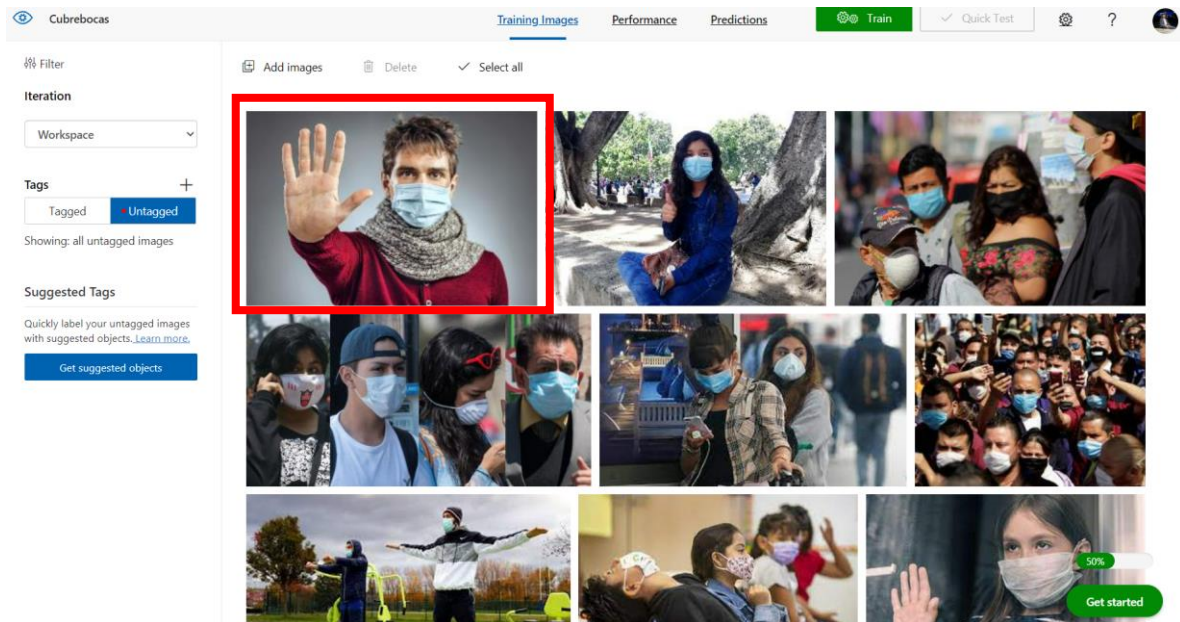 Cubrebocas
Training Images
Performance
Predictions
Train
Quick Test
?
Filter
Add images
Delete
Select all
Iteration
Workspace
Tags
+
Tagged
Untagged
Showing: all untagged images
Suggested Tags
Quickly label your untagged images
with suggested objects. Learn more.
Get suggested objects
50%
Get started